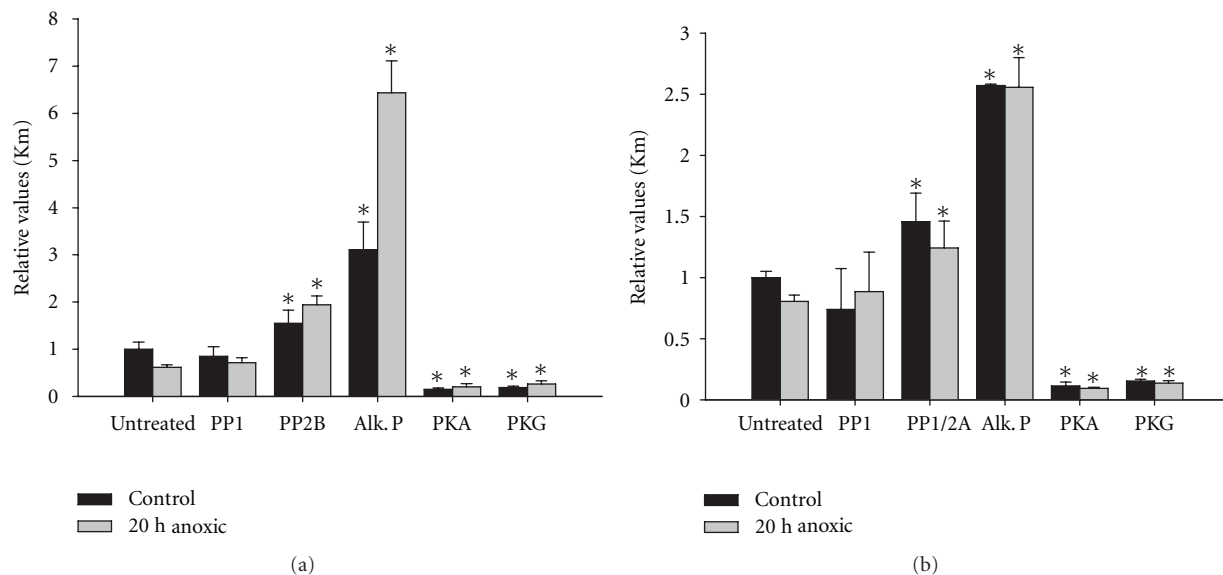 8
7
6
5
4
3
2
1
0
Relative values (Km)
* * * * * * * *
Untreated PP1 PP2B Alk. P PKA PKG
Control
20 h anoxic
(a)
3
2.5
2
1.5
1
0.5
0
Relative values (Km)
* * * * * * * *
Untreated PP1 PP1/2A Alk. P PKA PKG
Control
20 h anoxic
(b)